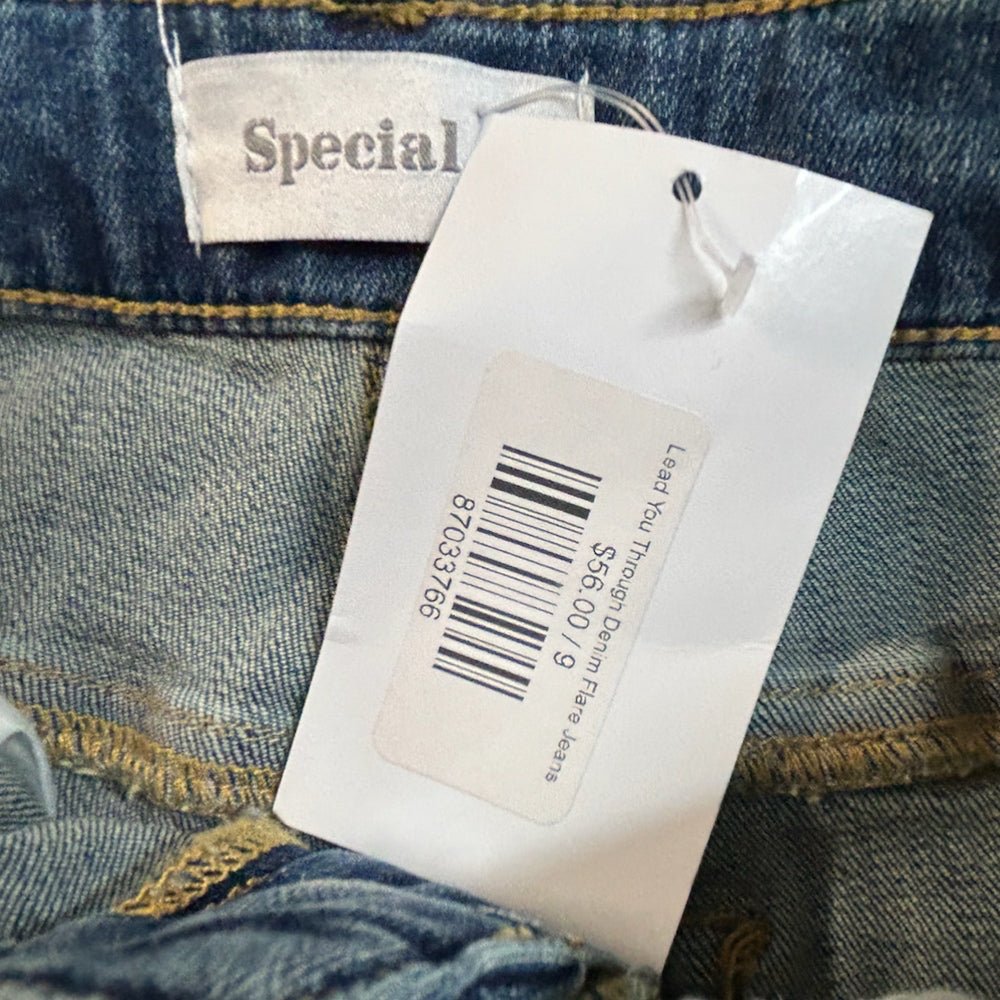 Special
Lead You Through Denim Flare Jeans
$56.00 / 9
87033766